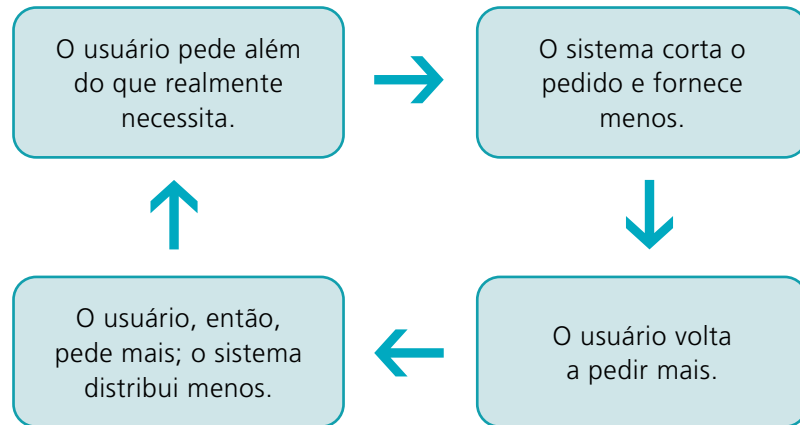 O usuário pede além
do que realmente
necessita.
O sistema corta o
pedido e fornece
menos.
O usuário volta
a pedir mais.
O usuário, então,
pede mais; o sistema
distribui menos.